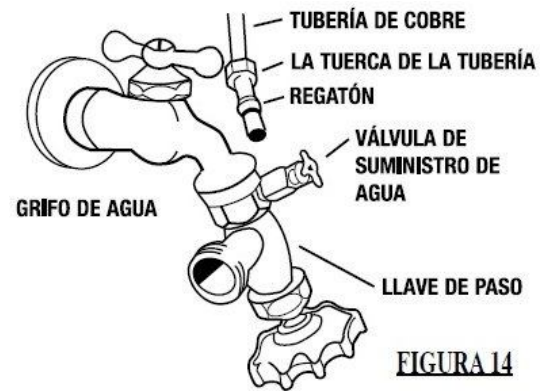 TUBERÍA DE COBRE
LA TUERCA DE LA TUBERÍA
REGATÓN
VÁLVULA DE
SUMINISTRO DE
AGUA
GRIFO DE AGUA
LLAVE DE PASO
FIGURA 14